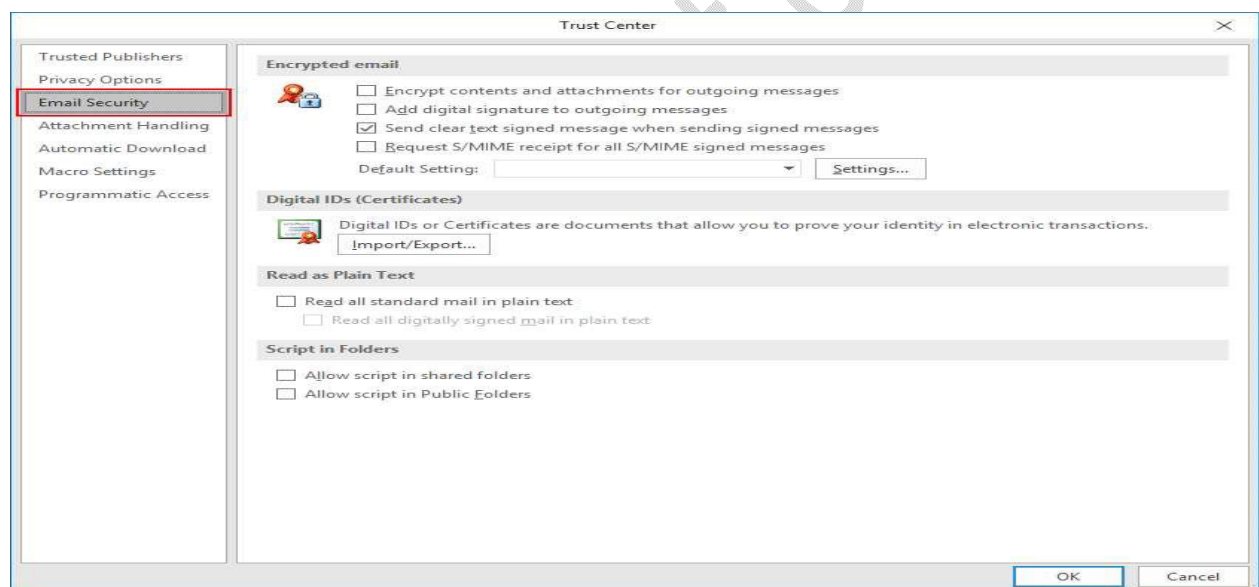 Trust Center
Trusted Publishers
Privacy Options
Email Security
Attachment Handling
Automatic Download
Macro Settings
Programmatic Access
Encrypted email
Encrypt contents and attachments for outgoing messages
Add digital signature to outgoing messages
Send clear text signed message when sending signed messages
Request S/MIME receipt for all S/MIME signed messages
Default Setting:
Settings...
Digital IDs (Certificates)
Digital IDs or Certificates are documents that allow you to prove your identity in electronic transactions.
Import/Export...
Read as Plain Text
Read all standard mail in plain text
Read all digitally signed mail in plain text
Script in Folders
Allow script in shared folders
Allow script in Public Folders
OK Cancel